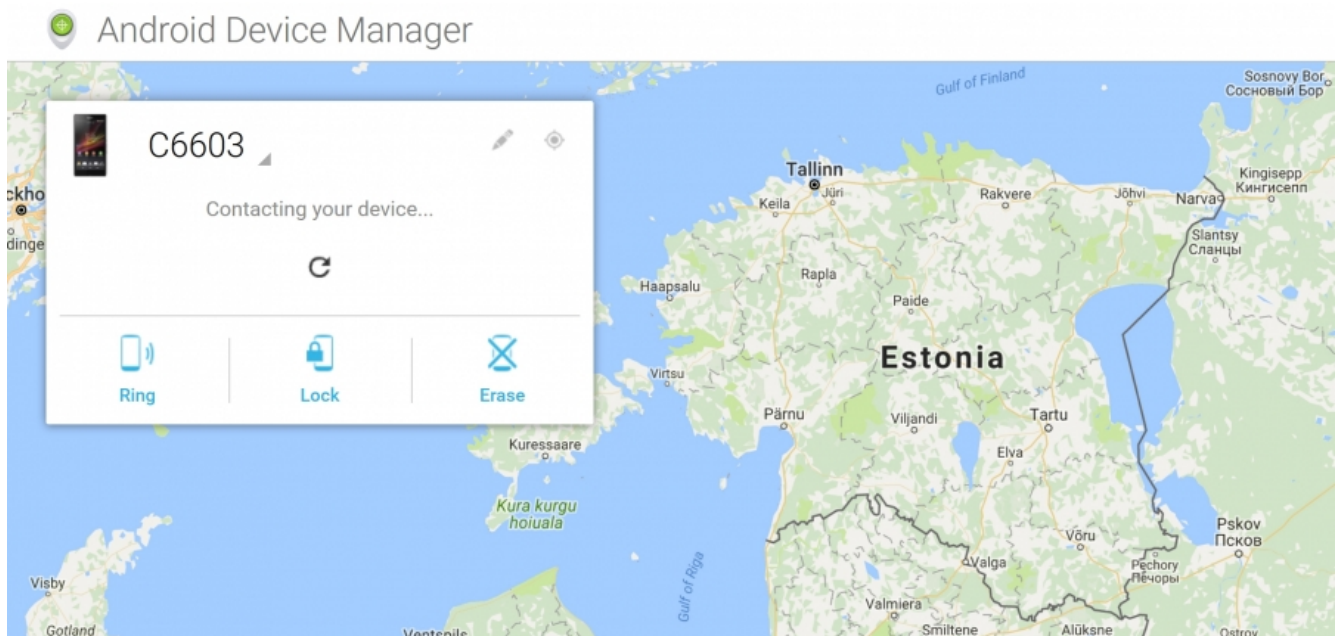 Android Device Manager
C6603
Contacting your device...
Ring
Lock
Erase
Gulf of Finland
Sosnovy Bor
Сосновый Бор
Tallinn
Jüri
Keila
Rakvere
Jõhvi
Narva
Kingisepp
Кингисепп
Slantsy
Сланцы
ckho
dinge
Haapsalu
Rapla
Paide
Estonia
Virtsu
Pärnu
Viljandi
Tartu
Elva
Kuressaare
Kura kurgu
hoiuala
Gulf of Riga
Võru
Valga
Pskov
Псков
Pechory
Печоры
Visby
Gotland
Ventspils
Valmiera
Smiltene
Alūksne
Ostrov